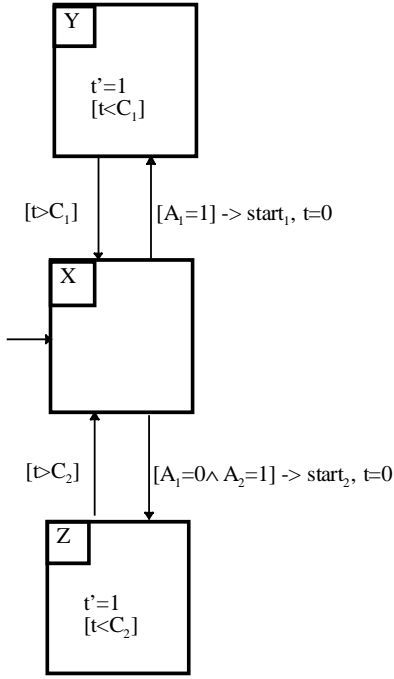 Y
t’=1
[t<C₁]
[t>C₁]
[A₁=1] -> start₁, t=0
X
[t>C₂]
[A₁=0∧ A₂=1] -> start₂, t=0
Z
t’=1
[t<C₂]